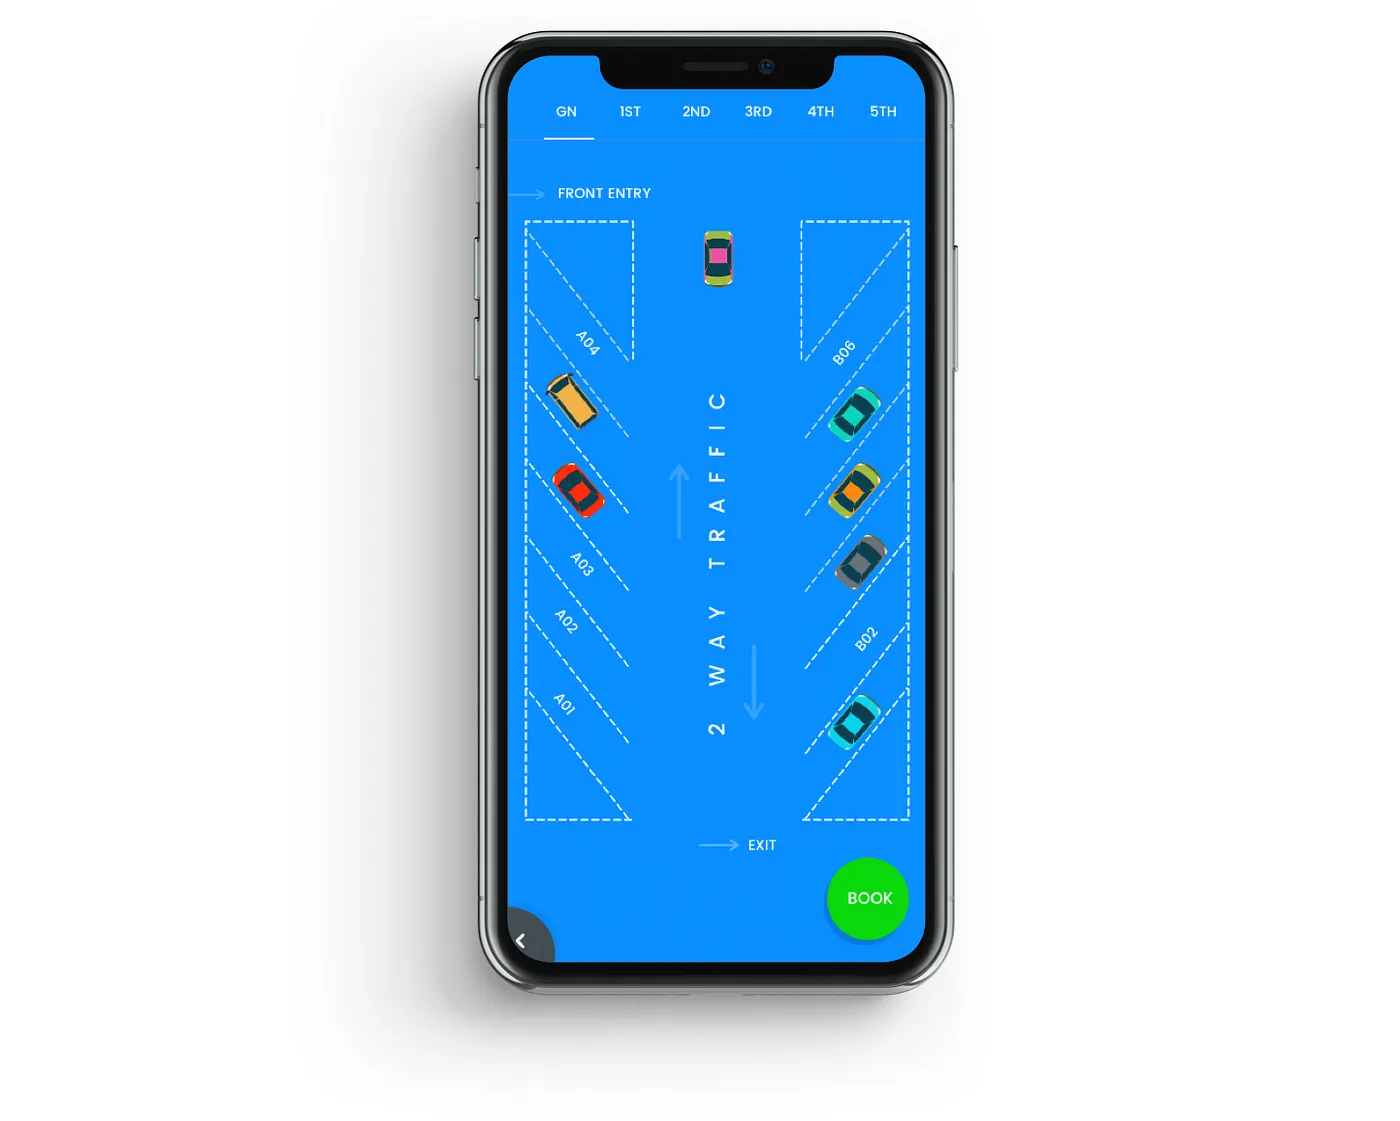 GN 1ST 2ND 3RD 4TH 5TH
FRONT ENTRY
A04
B06
2 WAY TRAFFIC
A03
A02
B02
A01
EXIT
BOOK